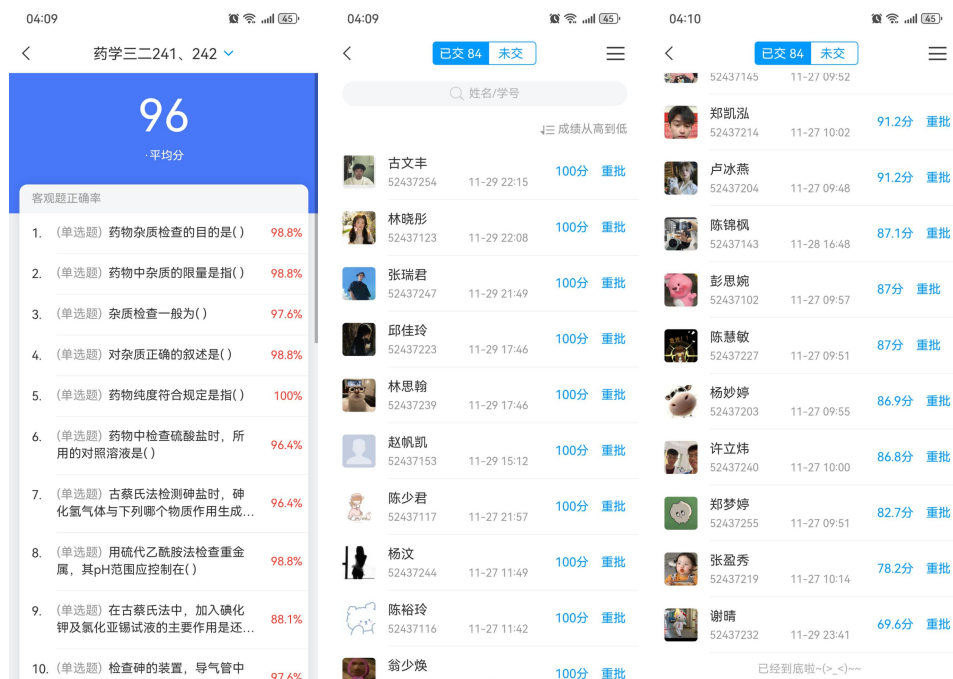 04:09
45
药学三二241、242
96
·平均分
客观题正确率
1. (单选题) 药物杂质检查的目的是( ) 98.8%
2. (单选题) 药物中杂质的限量是指( ) 98.8%
3. (单选题) 杂质检查一般为( ) 97.6%
4. (单选题) 对杂质正确的叙述是( ) 98.8%
5. (单选题) 药物纯度符合规定是指( ) 100%
6. (单选题) 药物中检查硫酸盐时，所
用的对照溶液是( ) 96.4%
7. (单选题) 古蔡氏法检测砷盐时，砷
化氢气体与下列哪个物质作用生成... 96.4%
8. (单选题) 用硫代乙酰胺法检查重金
属，其pH范围应控制在( ) 98.8%
9. (单选题) 在古蔡氏法中，加入碘化
钾及氯化亚锡试液的主要作用是还... 88.1%
10. (单选题) 检查砷的装置，导气管中
97.6%
04:09
45
已交 84 未交
姓名/学号
成绩从高到低
古文丰
52437254 11-29 22:15 100分 重批
林晓彤
52437123 11-29 22:08 100分 重批
张瑞君
52437247 11-29 21:49 100分 重批
邱佳玲
52437223 11-29 17:46 100分 重批
林思翰
52437239 11-29 17:46 100分 重批
赵帆凯
52437153 11-29 15:12 100分 重批
陈少君
52437117 11-27 21:57 100分 重批
杨汶
52437244 11-27 11:49 100分 重批
陈裕玲
52437116 11-27 11:42 100分 重批
翁少焕
100分 重批
04:10
45
已交 84 未交
52437145 11-27 09:52
郑凯泓
52437214 11-27 10:02 91.2分 重批
卢冰燕
52437204 11-27 09:48 91.2分 重批
陈锦枫
52437143 11-28 16:48 87.1分 重批
彭思婉
52437102 11-27 09:57 87分 重批
陈慧敏
52437227 11-27 09:51 87分 重批
杨妙婷
52437203 11-27 09:55 86.9分 重批
许立炜
52437240 11-27 10:00 86.8分 重批
郑梦婷
52437255 11-27 09:51 82.7分 重批
张盈秀
52437219 11-27 10:14 78.2分 重批
谢晴
52437232 11-29 23:41 69.6分 重批
已经到底啦~(>_<)~~